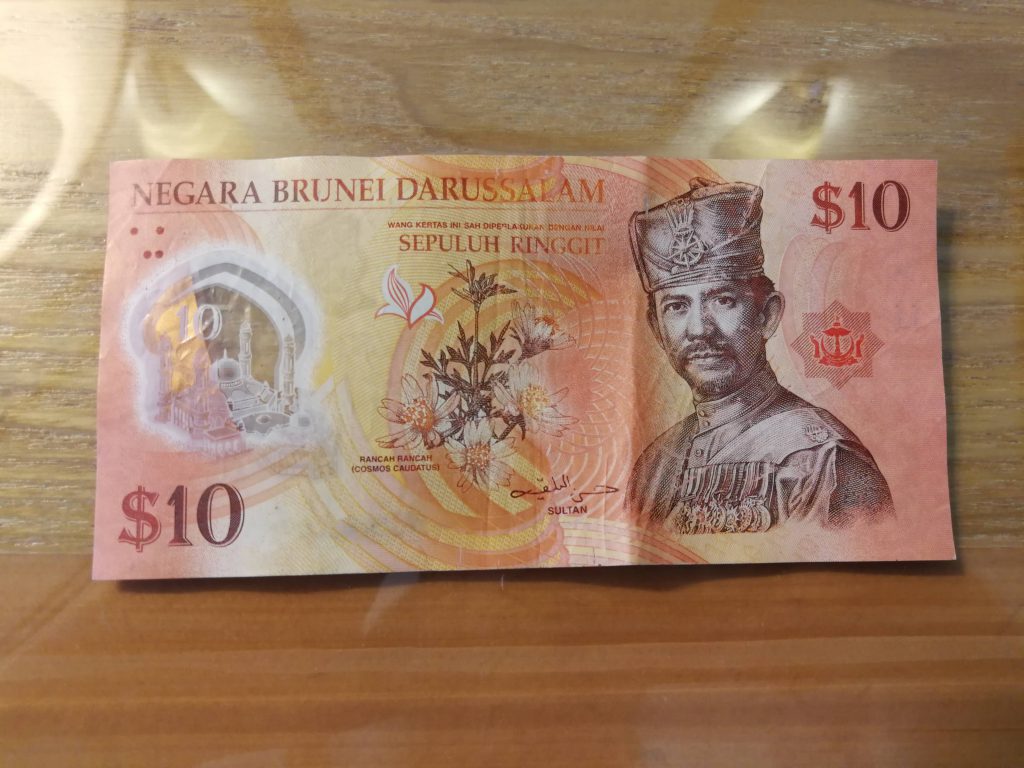 NEGARA BRUNEI DARUSSALAM
$10
WANG KERTAS INI SAH DIPERLAKUKAN DENGAN NILAI
SEPULUH RINGGIT
10
RANCAH RANCAH
(COSMOS CAUDATUS)
SULTAN
$10